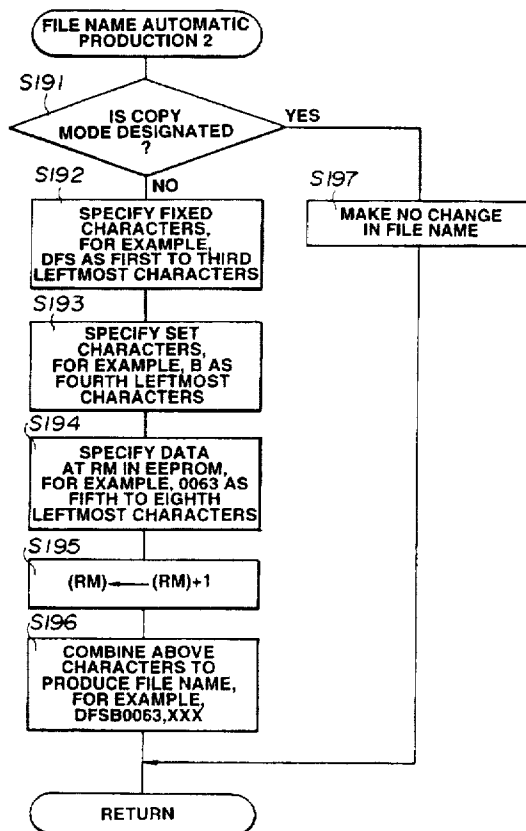 FILE NAME AUTOMATIC
PRODUCTION 2
S191
IS COPY
MODE DESIGNATED
?
YES
NO
S192
SPECIFY FIXED
CHARACTERS,
FOR EXAMPLE,
DFS AS FIRST TO THIRD
LEFTMOST CHARACTERS
S197
MAKE NO CHANGE
IN FILE NAME
S193
SPECIFY SET
CHARACTERS,
FOR EXAMPLE, B AS
FOURTH LEFTMOST
CHARACTERS
S194
SPECIFY DATA
AT RM IN EEPROM,
FOR EXAMPLE, 0063 AS
FIFTH TO EIGHTH
LEFTMOST CHARACTERS
S195
(RM)←(RM)+1
S196
COMBINE ABOVE
CHARACTERS TO
PRODUCE FILE NAME,
FOR EXAMPLE,
DFSB0063,XXX
RETURN